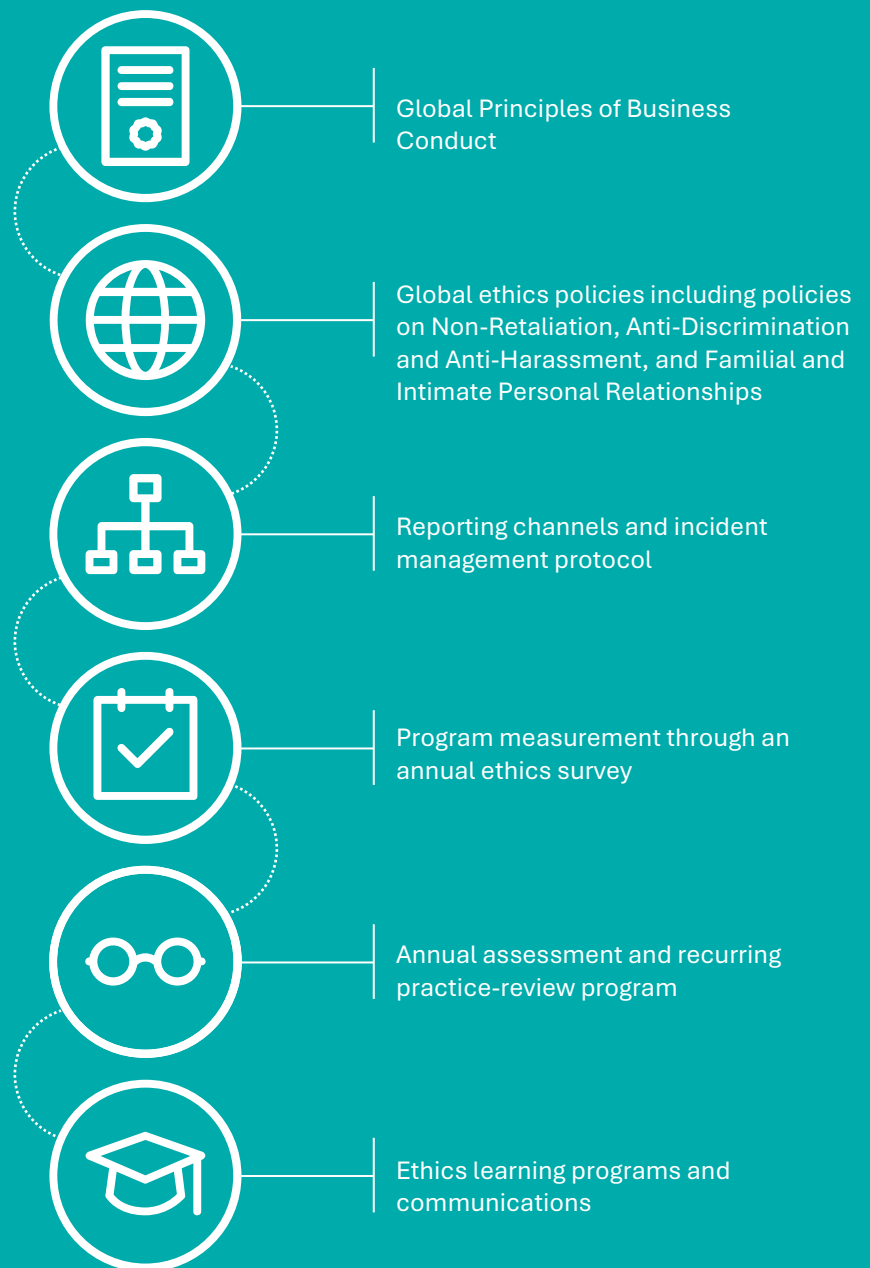 Global Principles of Business
Conduct
Global ethics policies including policies
on Non-Retaliation, Anti-Discrimination
and Anti-Harassment, and Familial and
Intimate Personal Relationships
Reporting channels and incident
management protocol
Program measurement through an
annual ethics survey
Annual assessment and recurring
practice-review program
Ethics learning programs and
communications